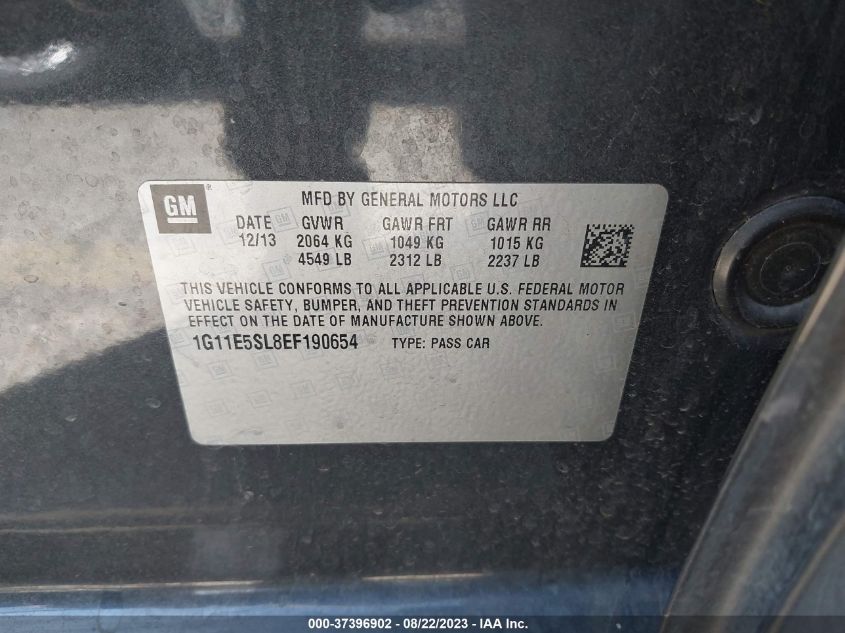 GM ®
MFD BY GENERAL MOTORS LLC
DATE GVWR GAWR FRT GAWR RR
12/13 2064 KG 1049 KG 1015 KG
4549 LB 2312 LB 2237 LB
THIS VEHICLE CONFORMS TO ALL APPLICABLE U.S. FEDERAL MOTOR
VEHICLE SAFETY, BUMPER, AND THEFT PREVENTION STANDARDS IN
EFFECT ON THE DATE OF MANUFACTURE SHOWN ABOVE.
1G11E5SL8EF190654 TYPE: PASS CAR
000-37396902 - 08/22/2023 - IAA Inc.